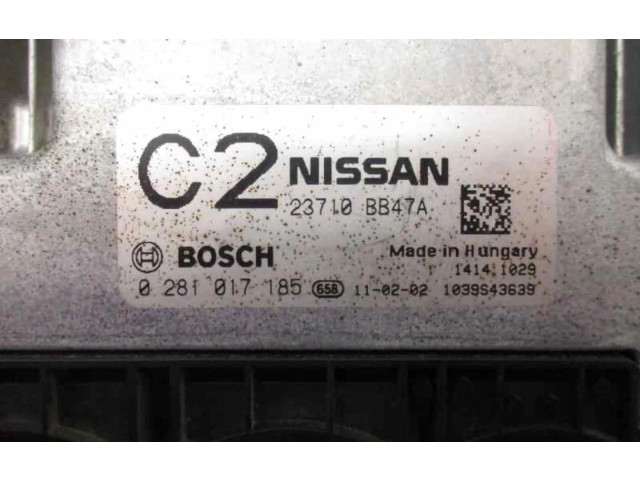 C2 NISSAN
23710 BB47A
BOSCH Made in Hungary
1414 1029
0 281 017 185 658 11-02-02 1039S43639